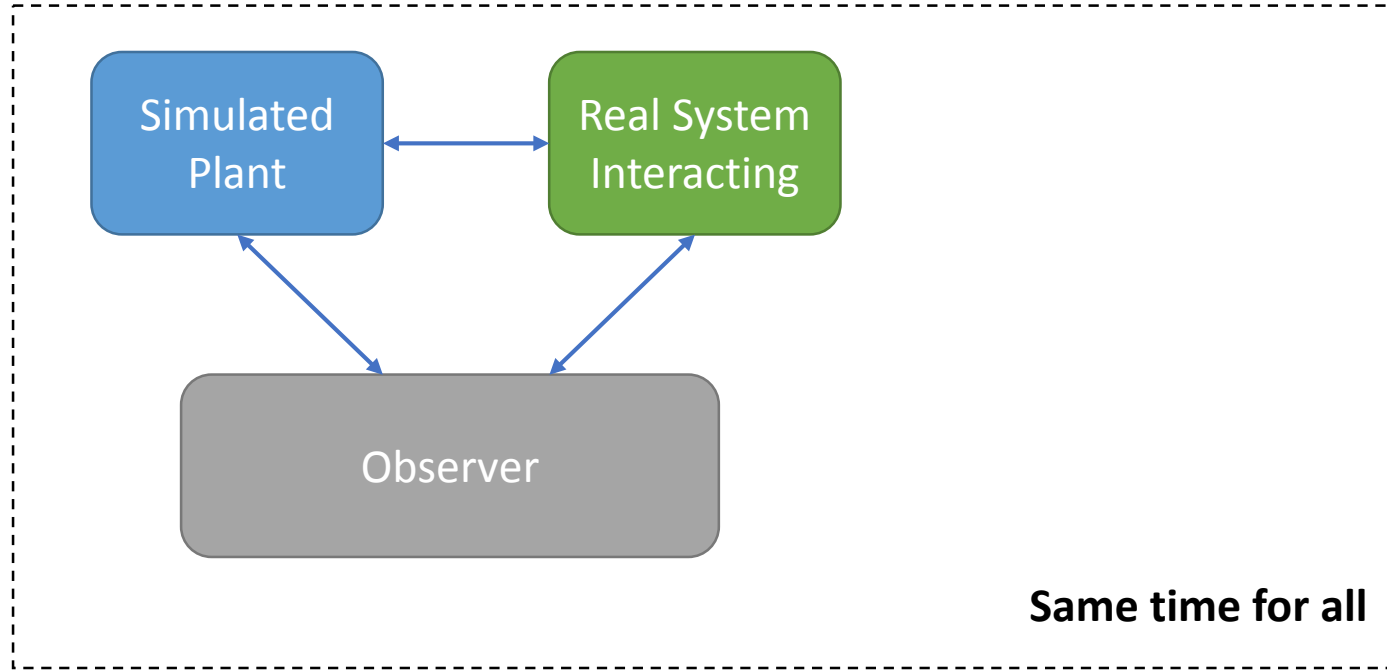 Simulated
Plant
Real System
Interacting
Observer
Same time for all